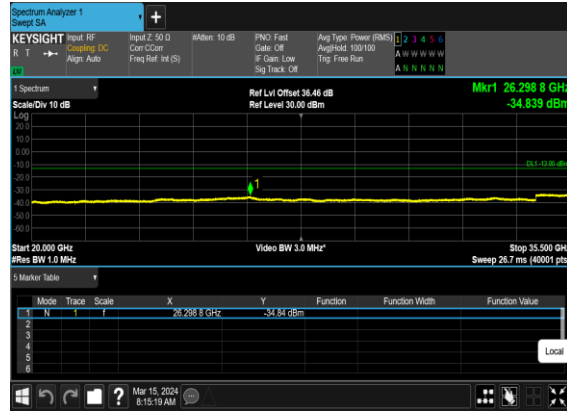 Spectrum Analyzer 1
Swept SA
+
KEYSIGHT Input: RF Input Z: 50 Ω #Atten: 10 dB PNO: Fast Avg Type: Power (RMS) 1 2 3 4 5 6
R T Coupling: DC Corr CCorr Gate: Off Avg|Hold: 100/100 A W W W W W
Align: Auto Freq Ref: Int (S) IF Gain: Low Trig: Free Run
Sig Track: Off A N N N N N
1 Spectrum
Scale/Div 10 dB
Ref Lvl Offset 36.46 dB
Ref Level 30.00 dBm
Mkr1 26.298 8 GHz
-34.839 dBm
Log
20.0
10.0
0.00
-10.0
DL1 -13.00 dBm
-20.0
1
-30.0
-40.0
-50.0
-60.0
Start 20.000 GHz Video BW 3.0 MHz* Stop 35.500 GHz
#Res BW 1.0 MHz Sweep 26.7 ms (40001 pts)
5 Marker Table
Mode Trace Scale X Y Function Function Width Function Value
1 N 1 f 26.298 8 GHz -34.84 dBm
2
3
4
5
6
Local
? Mar 15, 2024
8:15:19 AM